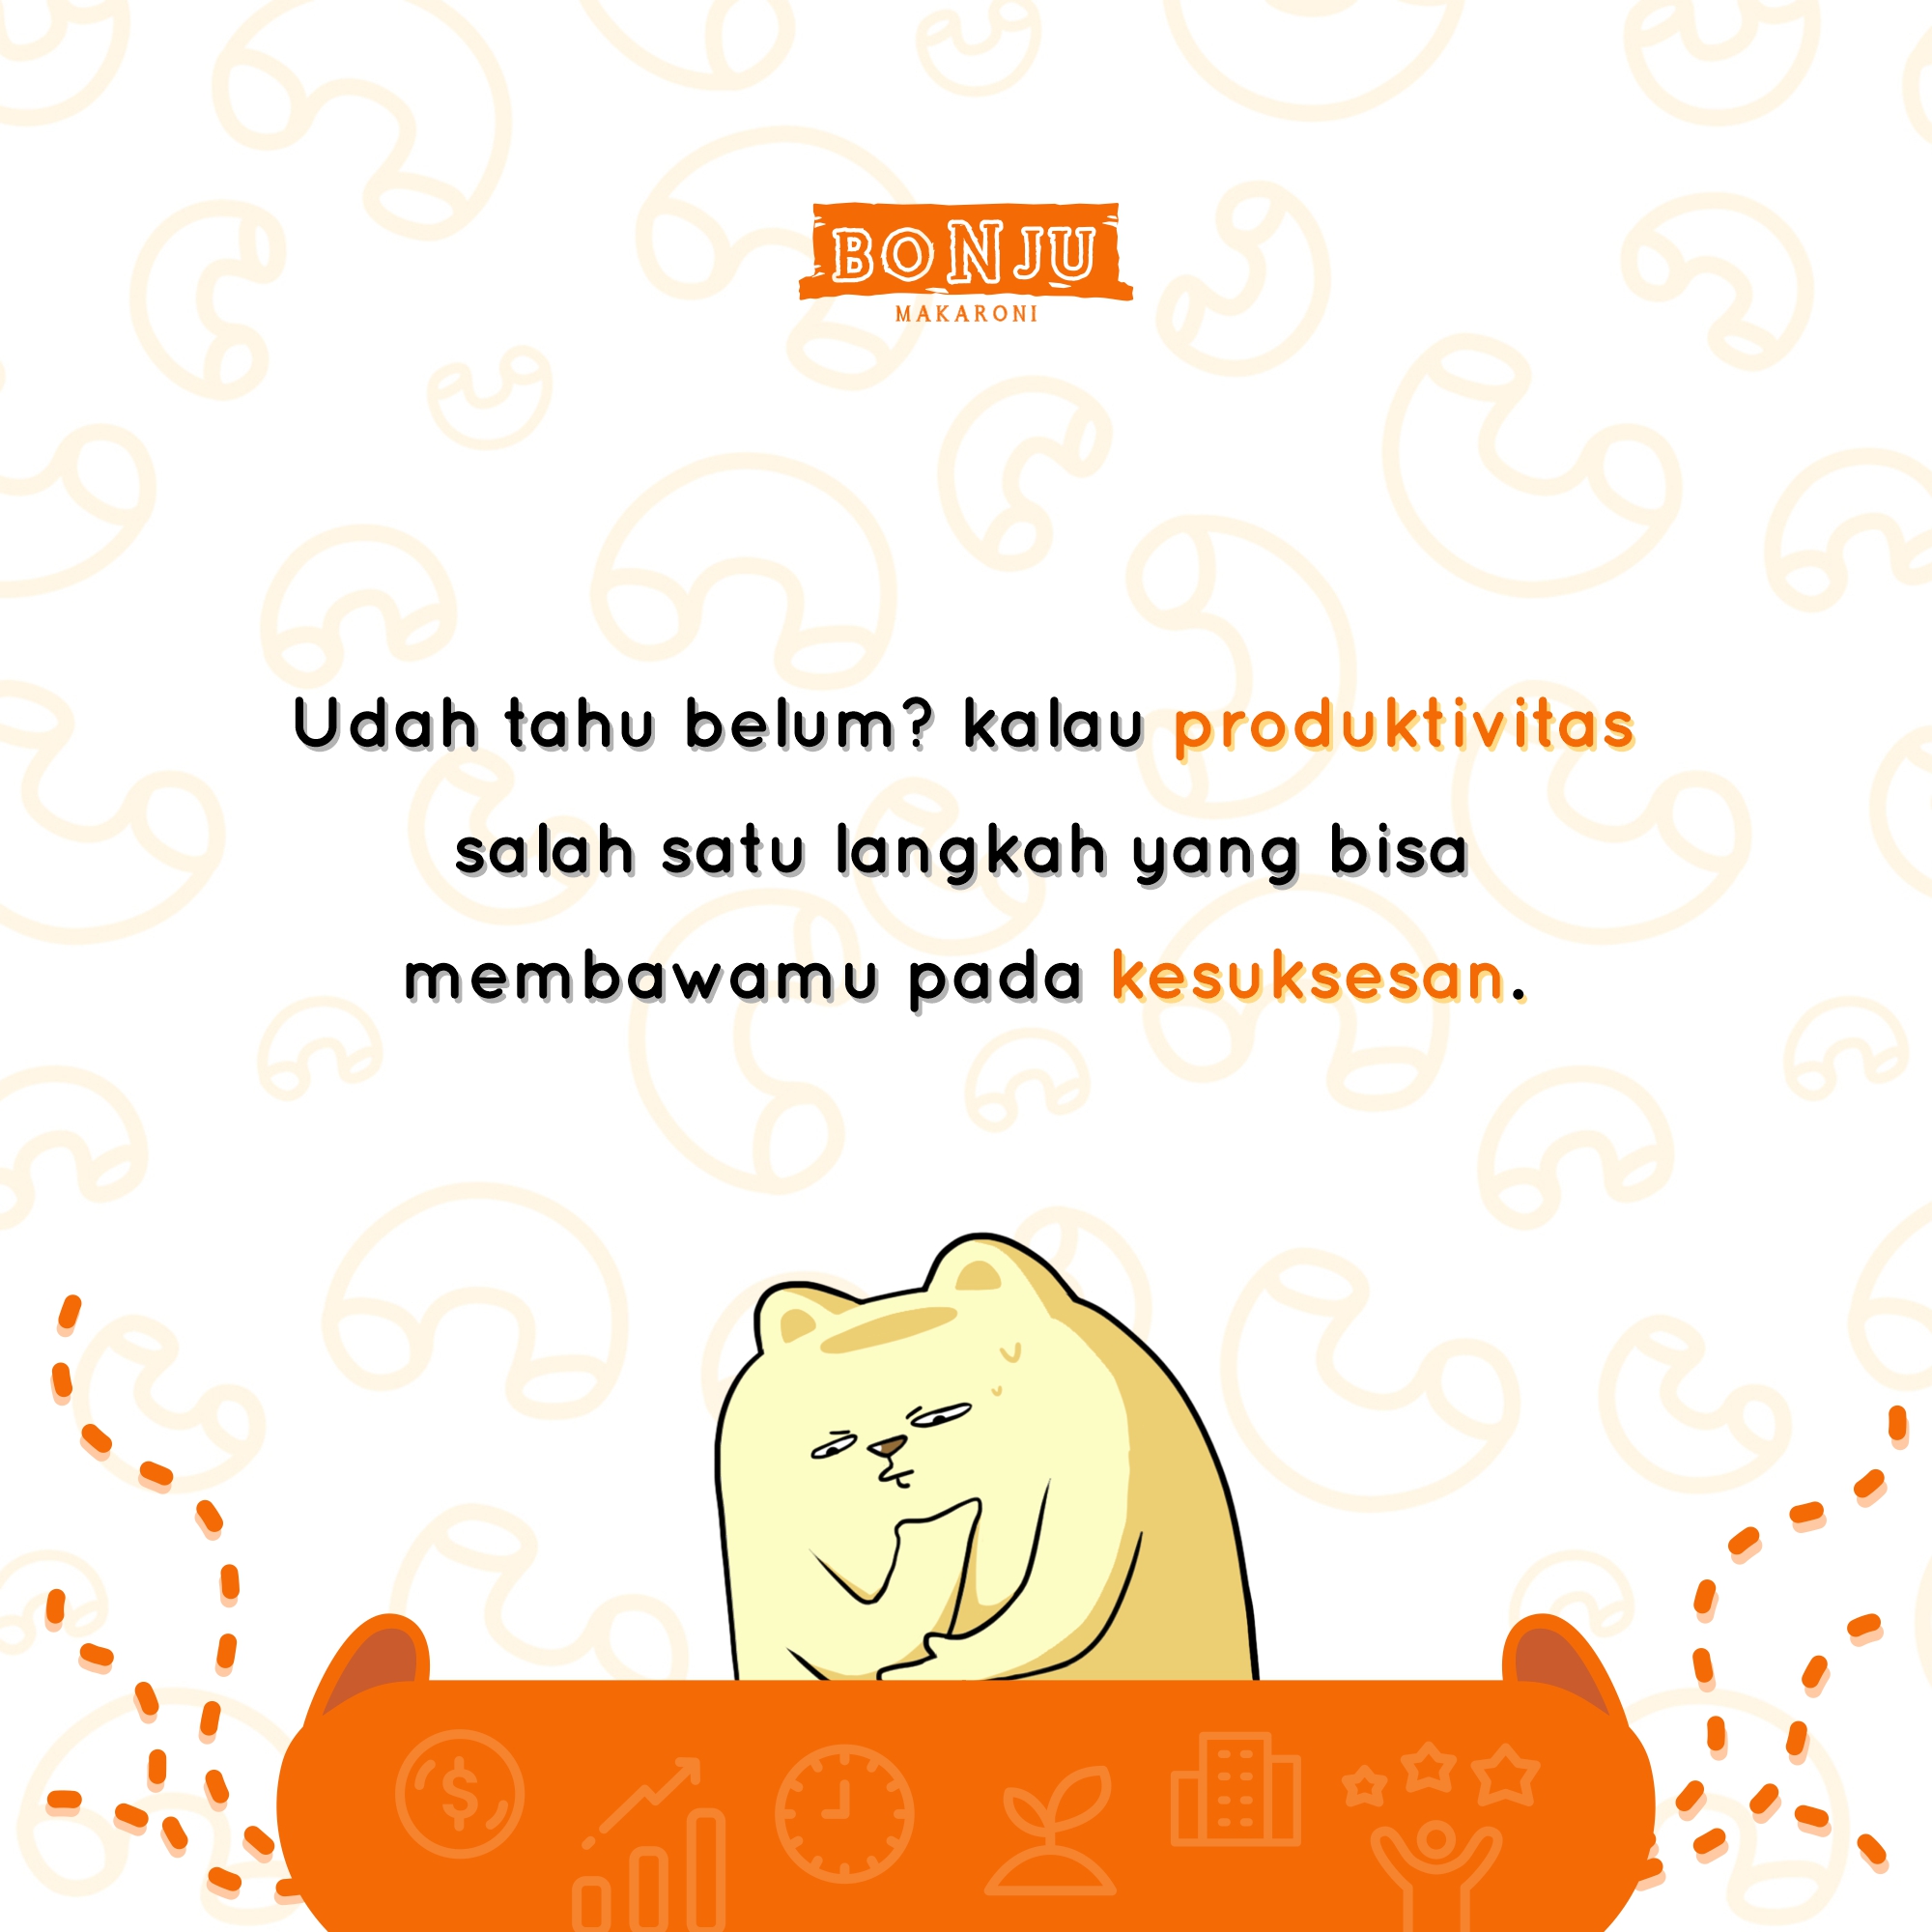 BONJU
MAKARONI
Udah tahu belum? kalau produktivitas
salah satu langkah yang bisa
membawamu pada kesuksesan.
$